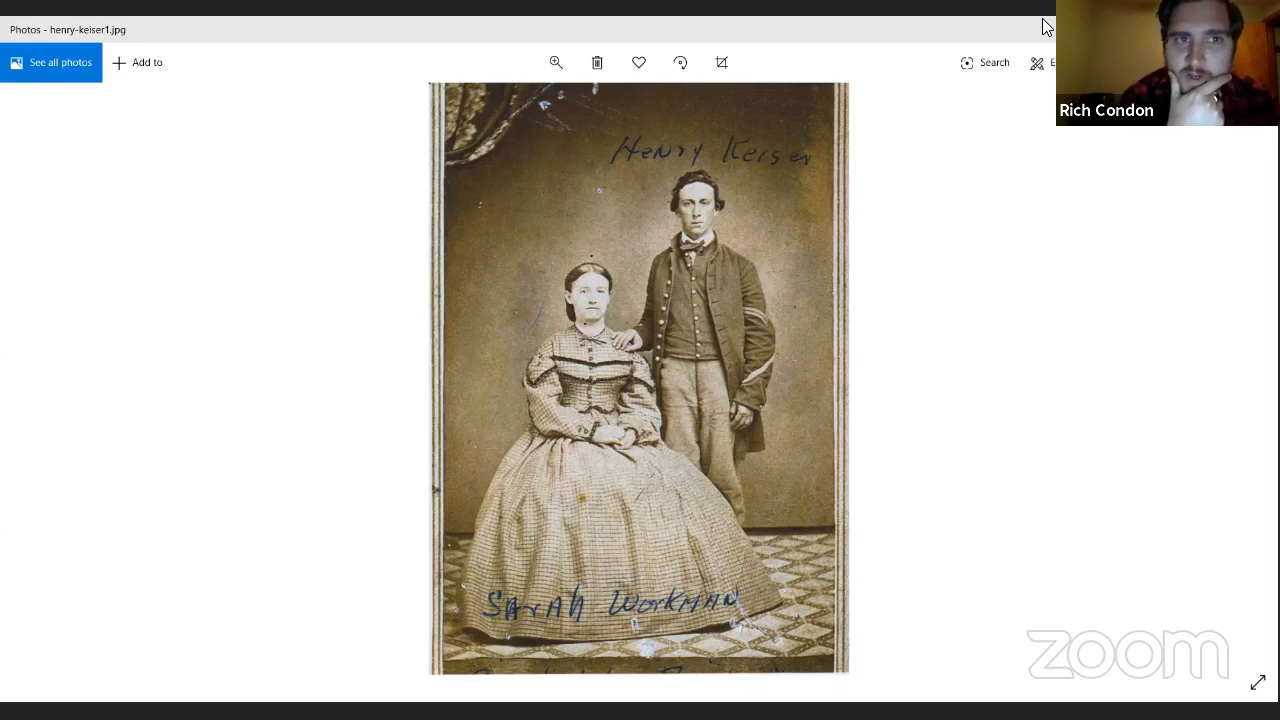 Photos - henry-keiser1.jpg
See all photos
Add to
Search
E
Rich Condon
Henry Keiser
Sarah Workman
zoom